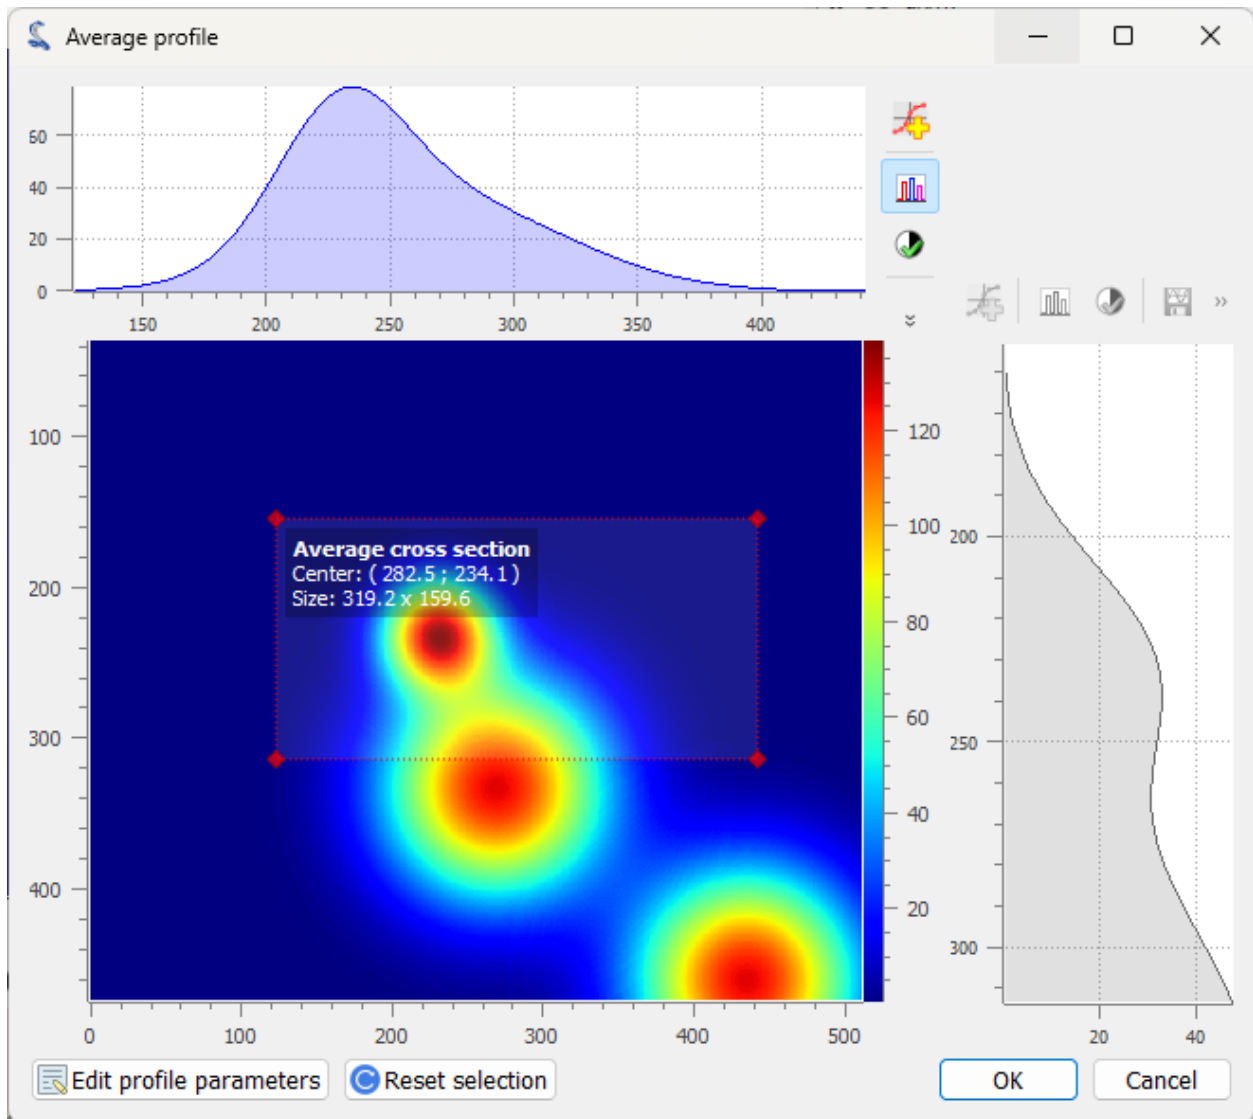 Average profile
60
40
20
0
150 200 250 300 350 400
100
200
300
400
0 100 200 300 400 500
Average cross section
Center: ( 282.5 ; 234.1 )
Size: 319.2 x 159.6
120
100
80
60
40
20
200
250
300
20 40
Edit profile parameters
Reset selection
OK
Cancel